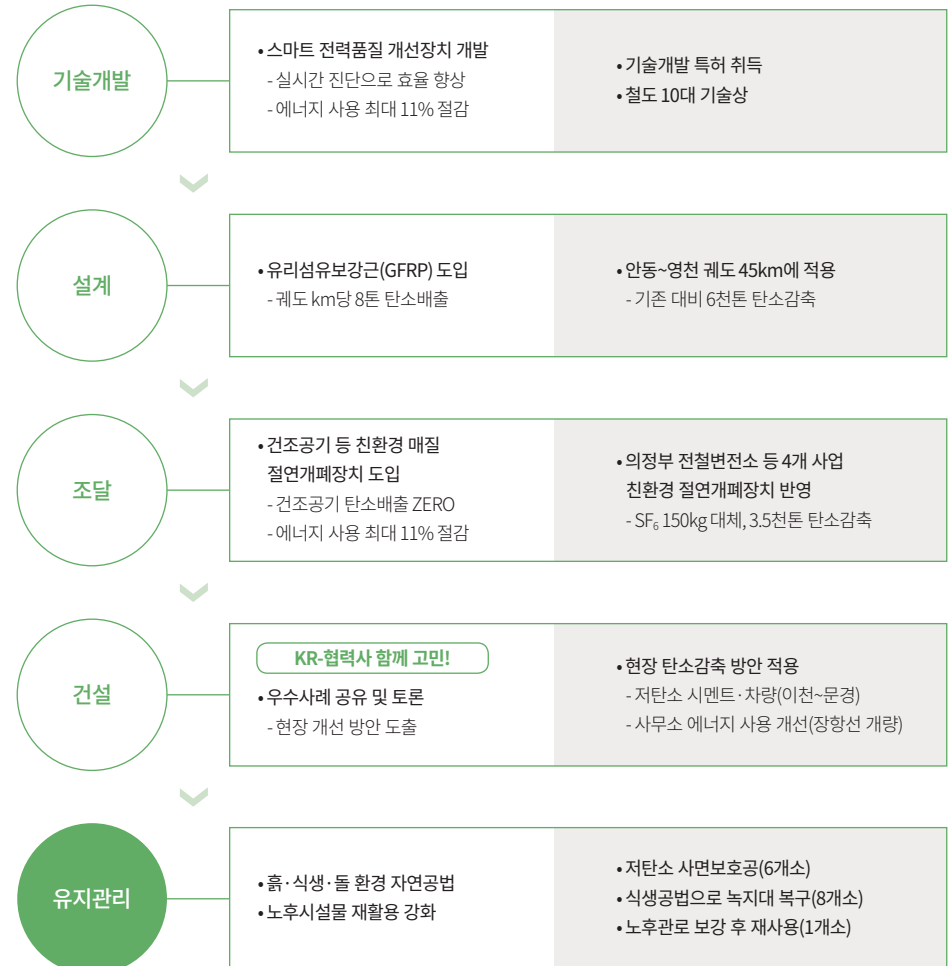 기술개발
• 스마트 전력품질 개선장치 개발
- 실시간 진단으로 효율 향상
- 에너지 사용 최대 11% 절감
• 기술개발 특허 취득
• 철도 10대 기술상
설계
• 유리섬유보강근(GFRP) 도입
- 궤도 km당 8톤 탄소배출
• 안동~영천 궤도 45km에 적용
- 기존 대비 6천톤 탄소감축
조달
• 건조공기 등 친환경 매질
절연개폐장치 도입
- 건조공기 탄소배출 ZERO
- 에너지 사용 최대 11% 절감
• 의정부 전철변전소 등 4개 사업
친환경 절연개폐장치 반영
- SF₆ 150kg 대체, 3.5천톤 탄소감축
건설
KR-협력사 함께 고민!
• 우수사례 공유 및 토론
- 현장 개선 방안 도출
• 현장 탄소감축 방안 적용
- 저탄소 시멘트·차량(이천~문경)
- 사무소 에너지 사용 개선(장항선 개량)
유지관리
• 흙·식생·돌 환경 자연공법
• 노후시설물 재활용 강화
• 저탄소 사면보호공(6개소)
• 식생공법으로 녹지대 복구(8개소)
• 노후관로 보강 후 재사용(1개소)